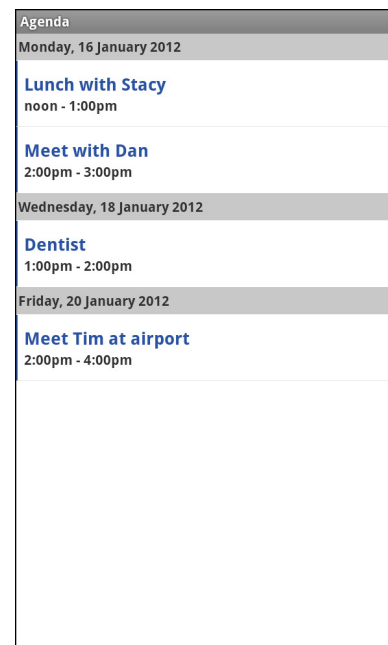 Agenda
Monday, 16 January 2012
Lunch with Stacy
noon - 1:00pm
Meet with Dan
2:00pm - 3:00pm
Wednesday, 18 January 2012
Dentist
1:00pm - 2:00pm
Friday, 20 January 2012
Meet Tim at airport
2:00pm - 4:00pm